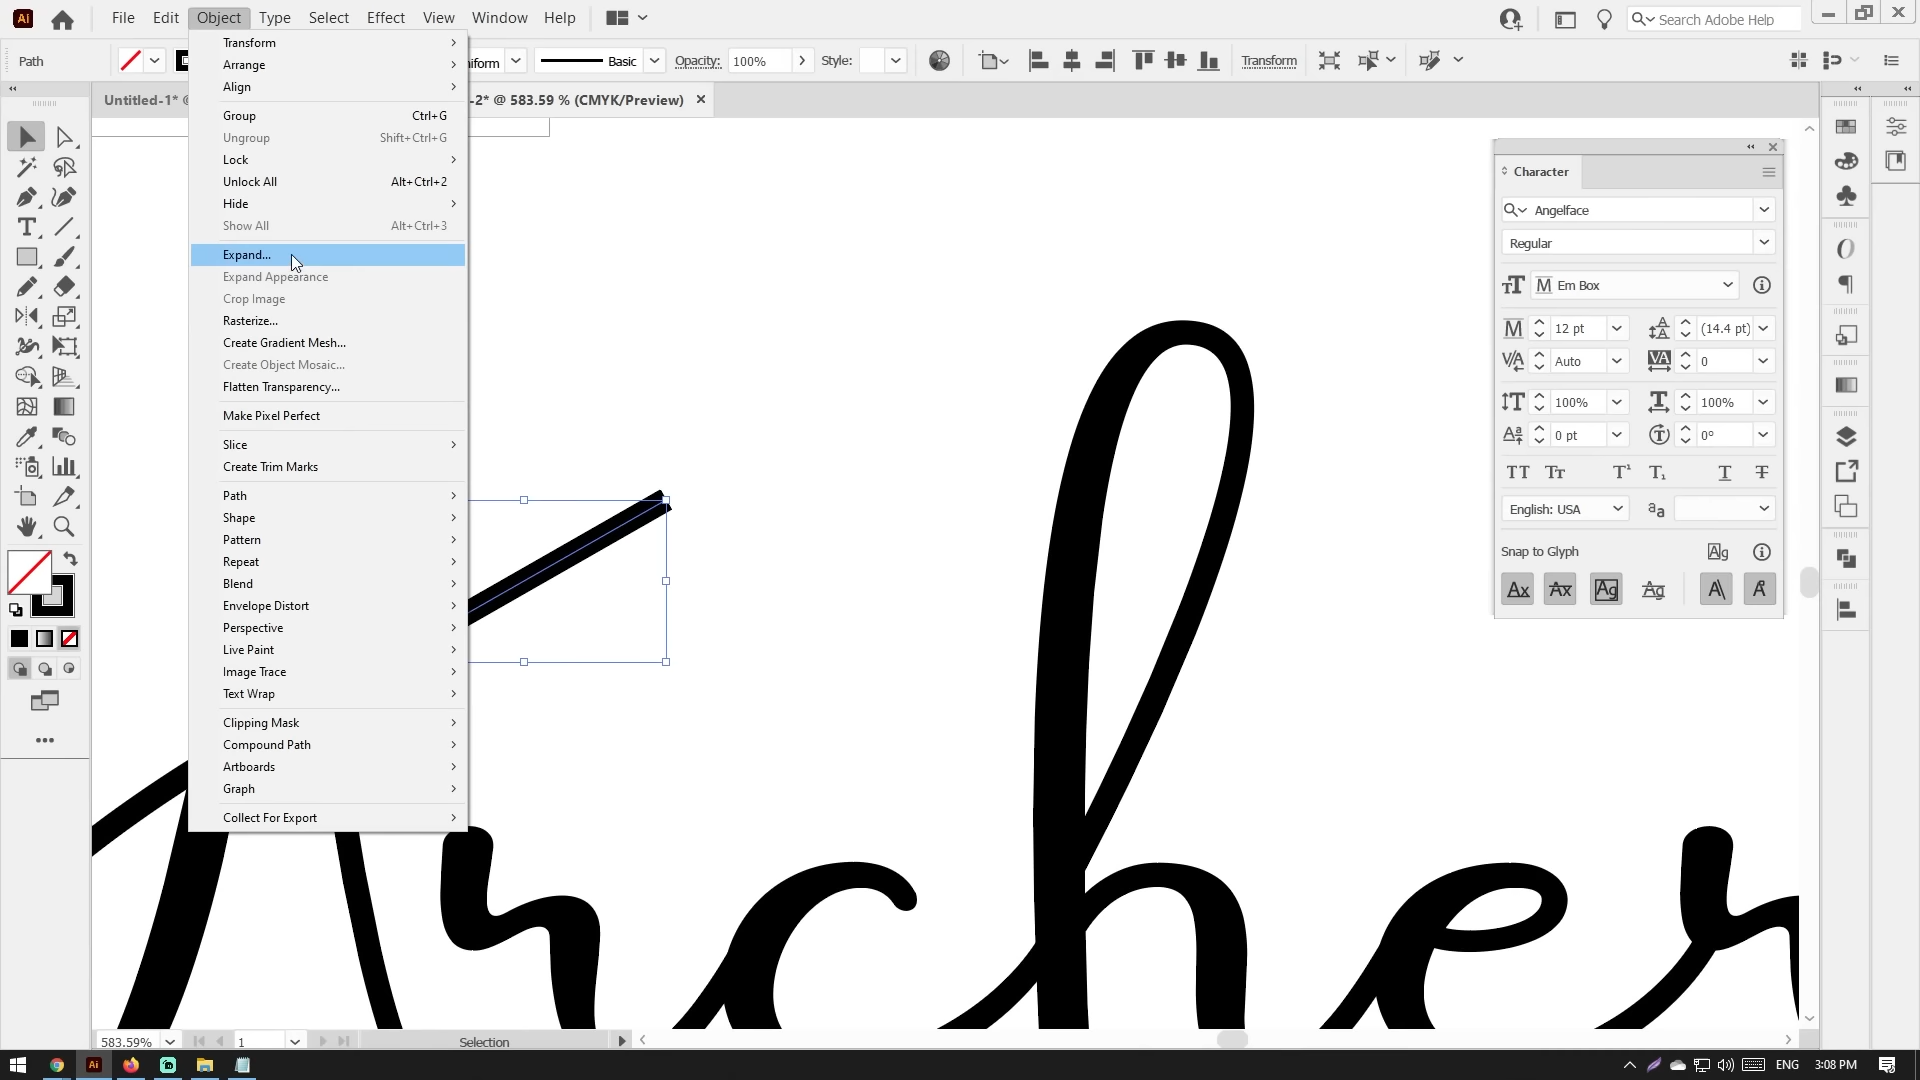 Ai File Edit Object Type Select Effect View Window Help Search Adobe Help
Path iform Basic Opacity: 100% Style: Transform
Untitled-1* @ -2* @ 583.59 % (CMYK/Preview)
Transform
Arrange
Align
Group Ctrl+G
Ungroup Shift+Ctrl+G
Lock
Unlock All Alt+Ctrl+2
Hide
Show All Alt+Ctrl+3
Expand...
Expand Appearance
Crop Image
Rasterize...
Create Gradient Mesh...
Create Object Mosaic...
Flatten Transparency...
Make Pixel Perfect
Slice
Create Trim Marks
Path
Shape
Pattern
Repeat
Blend
Envelope Distort
Perspective
Live Paint
Image Trace
Text Wrap
Clipping Mask
Compound Path
Artboards
Graph
Collect For Export
Character
Angelface
Regular
Em Box
12 pt (14.4 pt)
Auto 0
100% 100%
0 pt 0°
English: USA
Snap to Glyph
Archer
583.59% 1 Selection
Ai ENG 3:08 PM